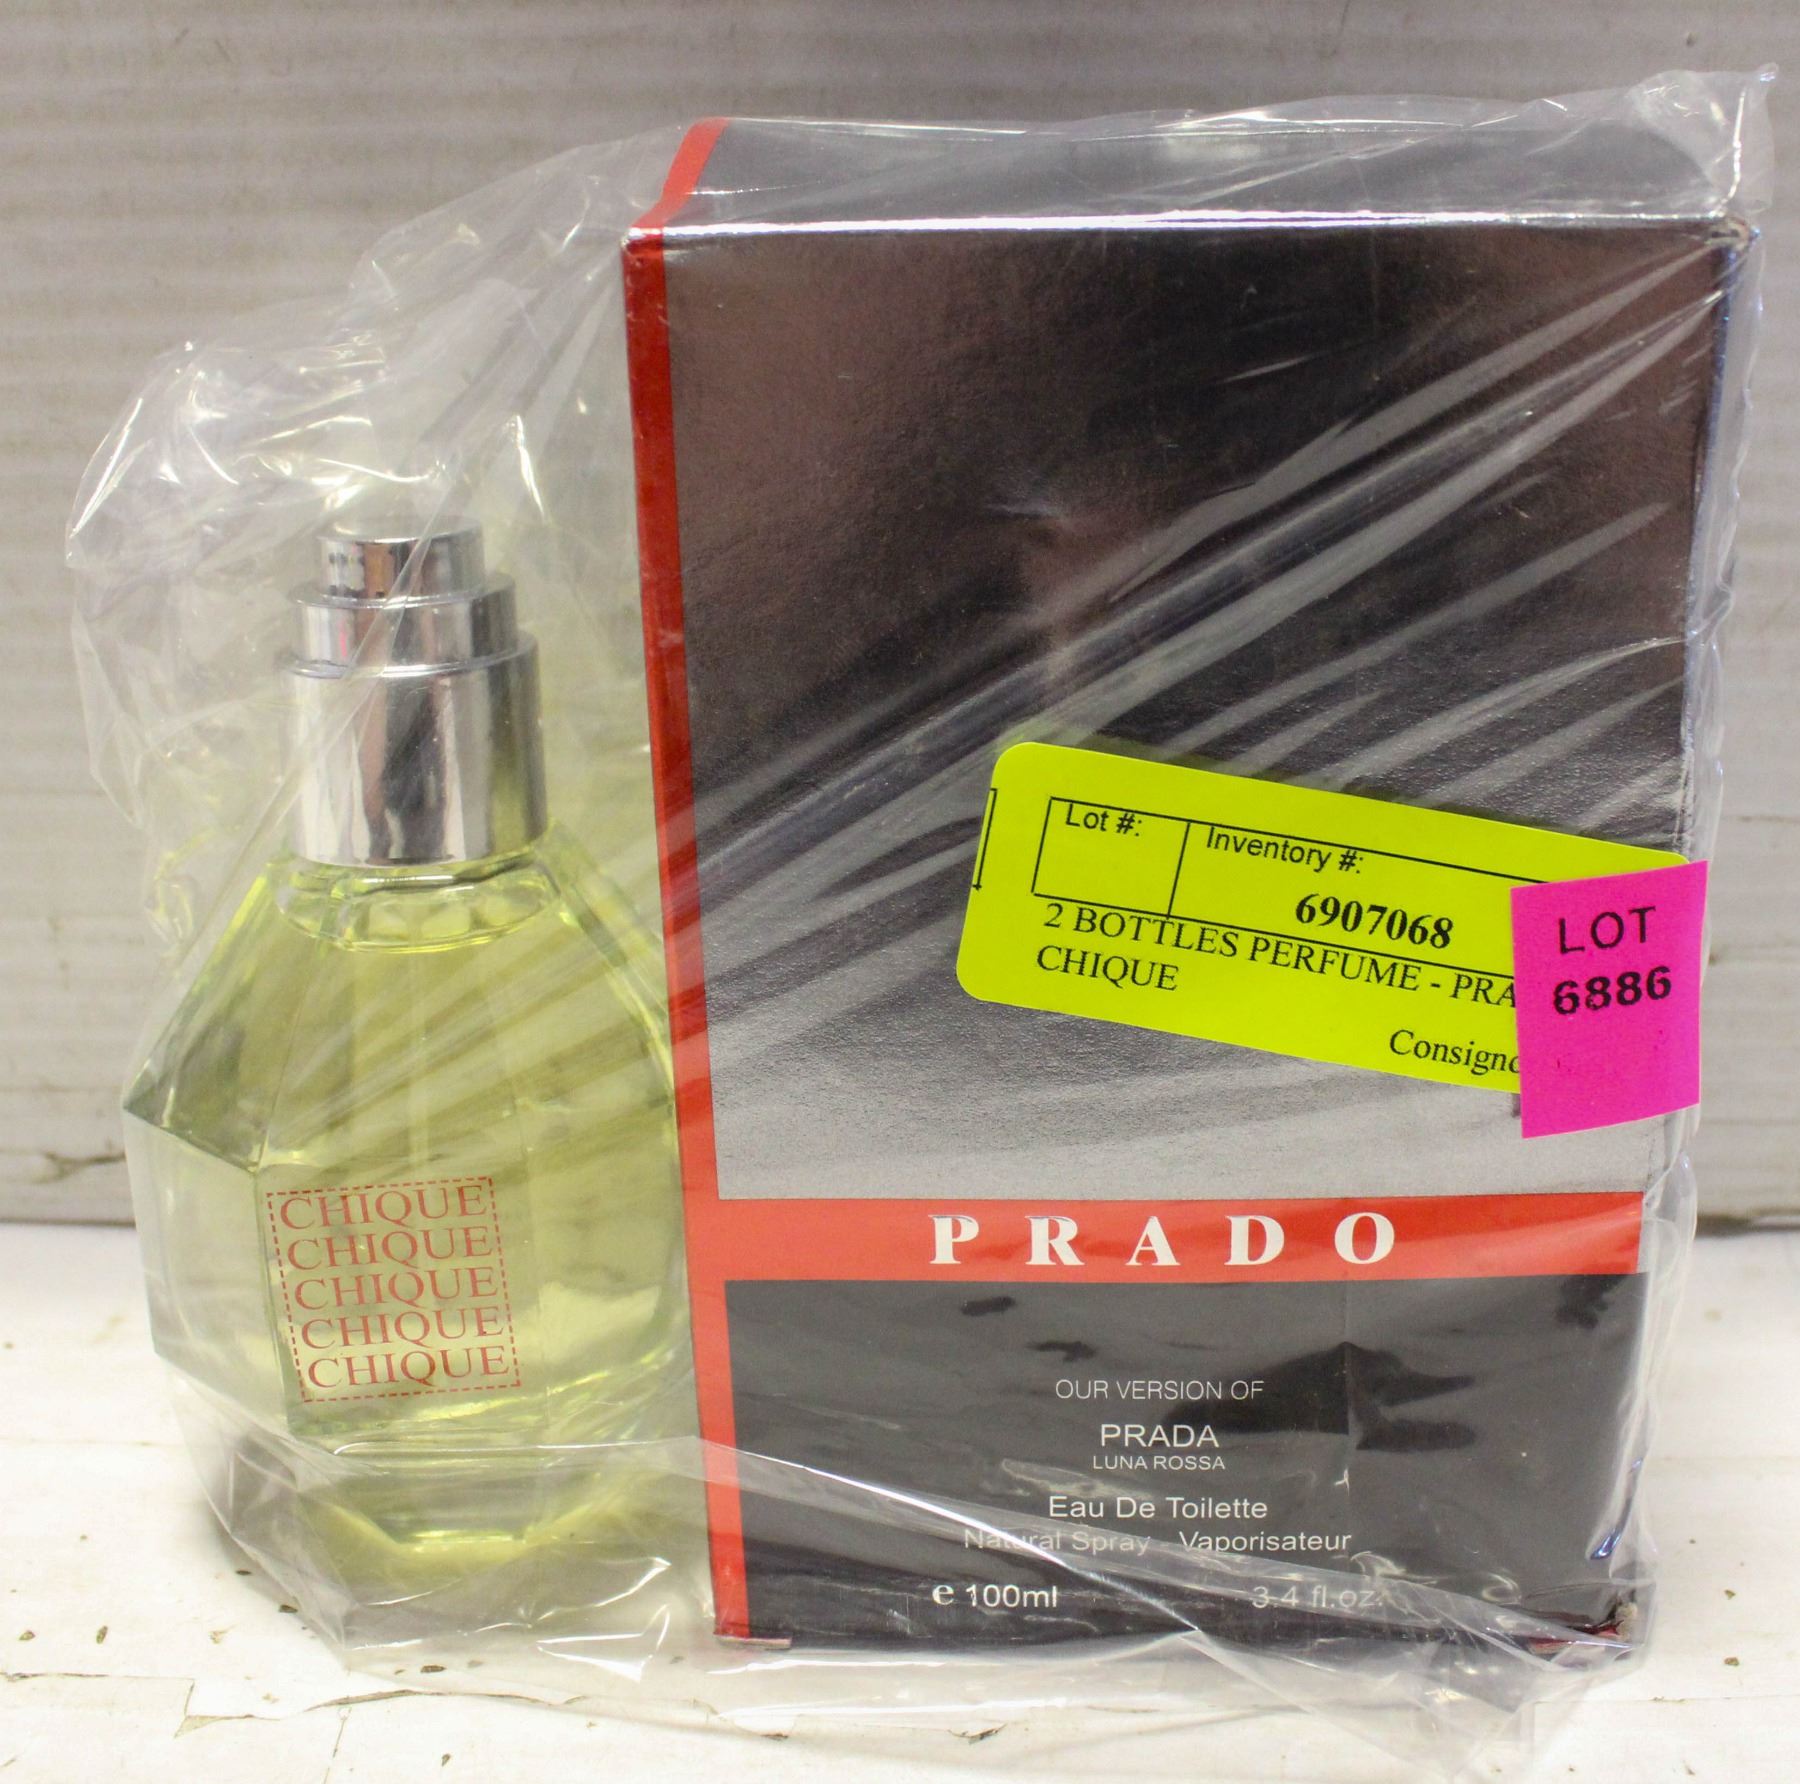 Lot #:
Inventory #:
6907068
2 BOTTLES PERFUME - PRA
CHIQUE
LOT
6886
CHIQUE
CHIQUE
CHIQUE
CHIQUE
CHIQUE
PRADO
OUR VERSION OF
PRADA
LUNA ROSSA
Eau De Toilette
Natural Spray - Vaporisateur
e 100ml 3.4 fl.oz.